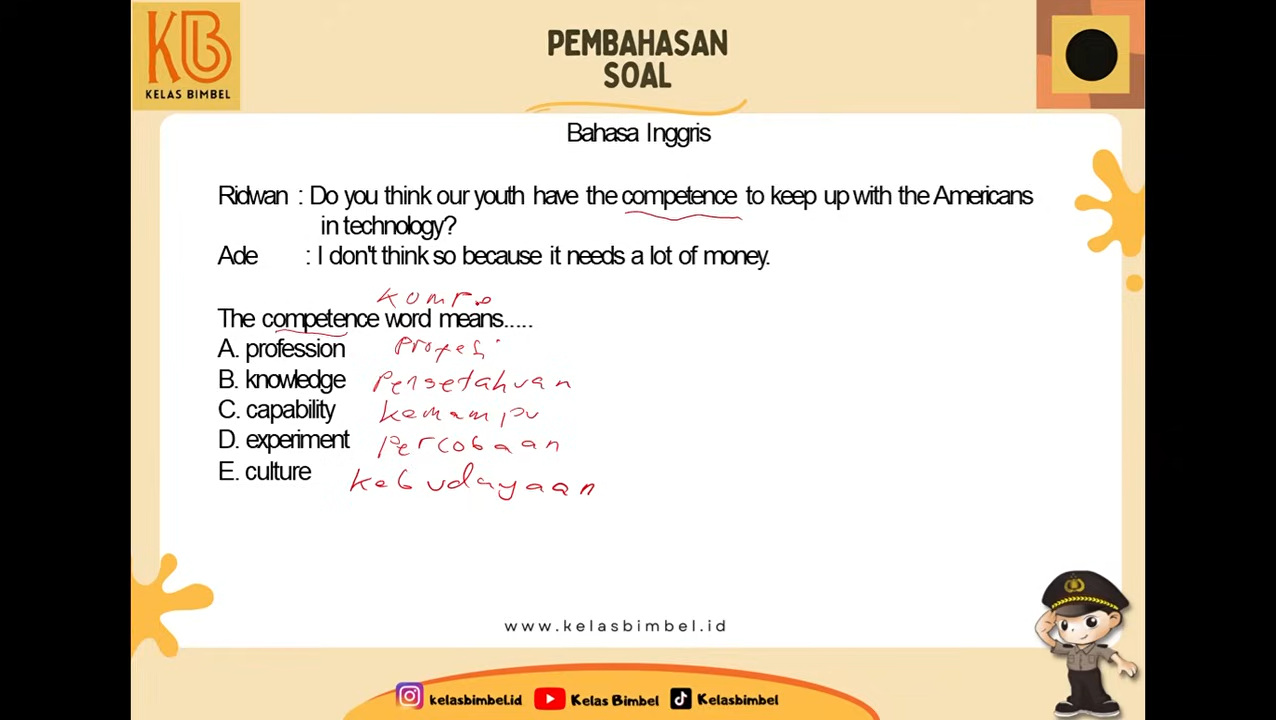 KB
KELAS BIMBEL
PEMBAHASAN
SOAL
Bahasa Inggris
Ridwan : Do you think our youth have the competence to keep up with the Americans
in technology?
Ade : I don't think so because it needs a lot of money.
Kompe
The competence word means.....
A. profession Profesi
B. knowledge Pengetahuan
C. capability kemampu
D. experiment percobaan
E. culture kebudayaan
www.kelasbimbel.id
kelasbimbel.id Kelas Bimbel Kelasbimbel